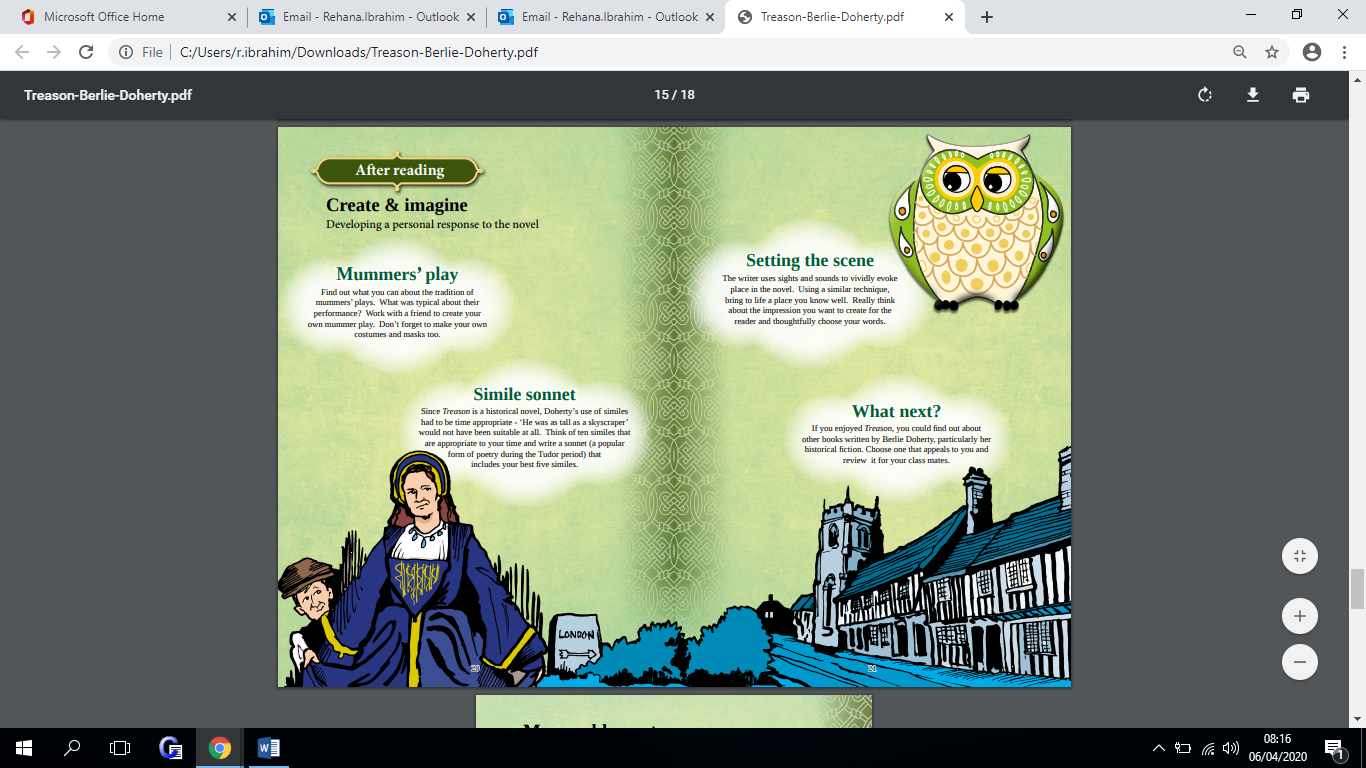 Microsoft Office Home
Email - Rehana.Ibrahim - Outlook
Email - Rehana.Ibrahim - Outlook
Treason-Berlie-Doherty.pdf
File
C:/Users/r.ibrahim/Downloads/Treason-Berlie-Doherty.pdf
Treason-Berlie-Doherty.pdf
15 / 18
After reading
Create & imagine
Developing a personal response to the novel
Mummers' play
Find out what you can about the tradition of
mummers' plays. What was typical about their
performance? Work with a friend to create your
own mummer play. Don't forget to make your own
costumes and masks too.
Simile sonnet
Since Treason is a historical novel, Doherty's use of similes
had to be time appropriate - 'He was as tall as a skyscraper'
would not have been suitable at all. Think of ten similes that
are appropriate to your time and write a sonnet (a popular
form of poetry during the Tudor period) that
includes your best five similes.
LONDON
20
Setting the scene
The writer uses sights and sounds to vividly evoke
place in the novel. Using a similar technique,
bring to life a place you know well. Really think
about the impression you want to create for the
reader and thoughtfully choose your words.
What next?
If you enjoyed Treason, you could find out about
other books written by Berlie Doherty, particularly her
historical fiction. Choose one that appeals to you and
review it for your class mates.
21
08:16
06/04/2020
1